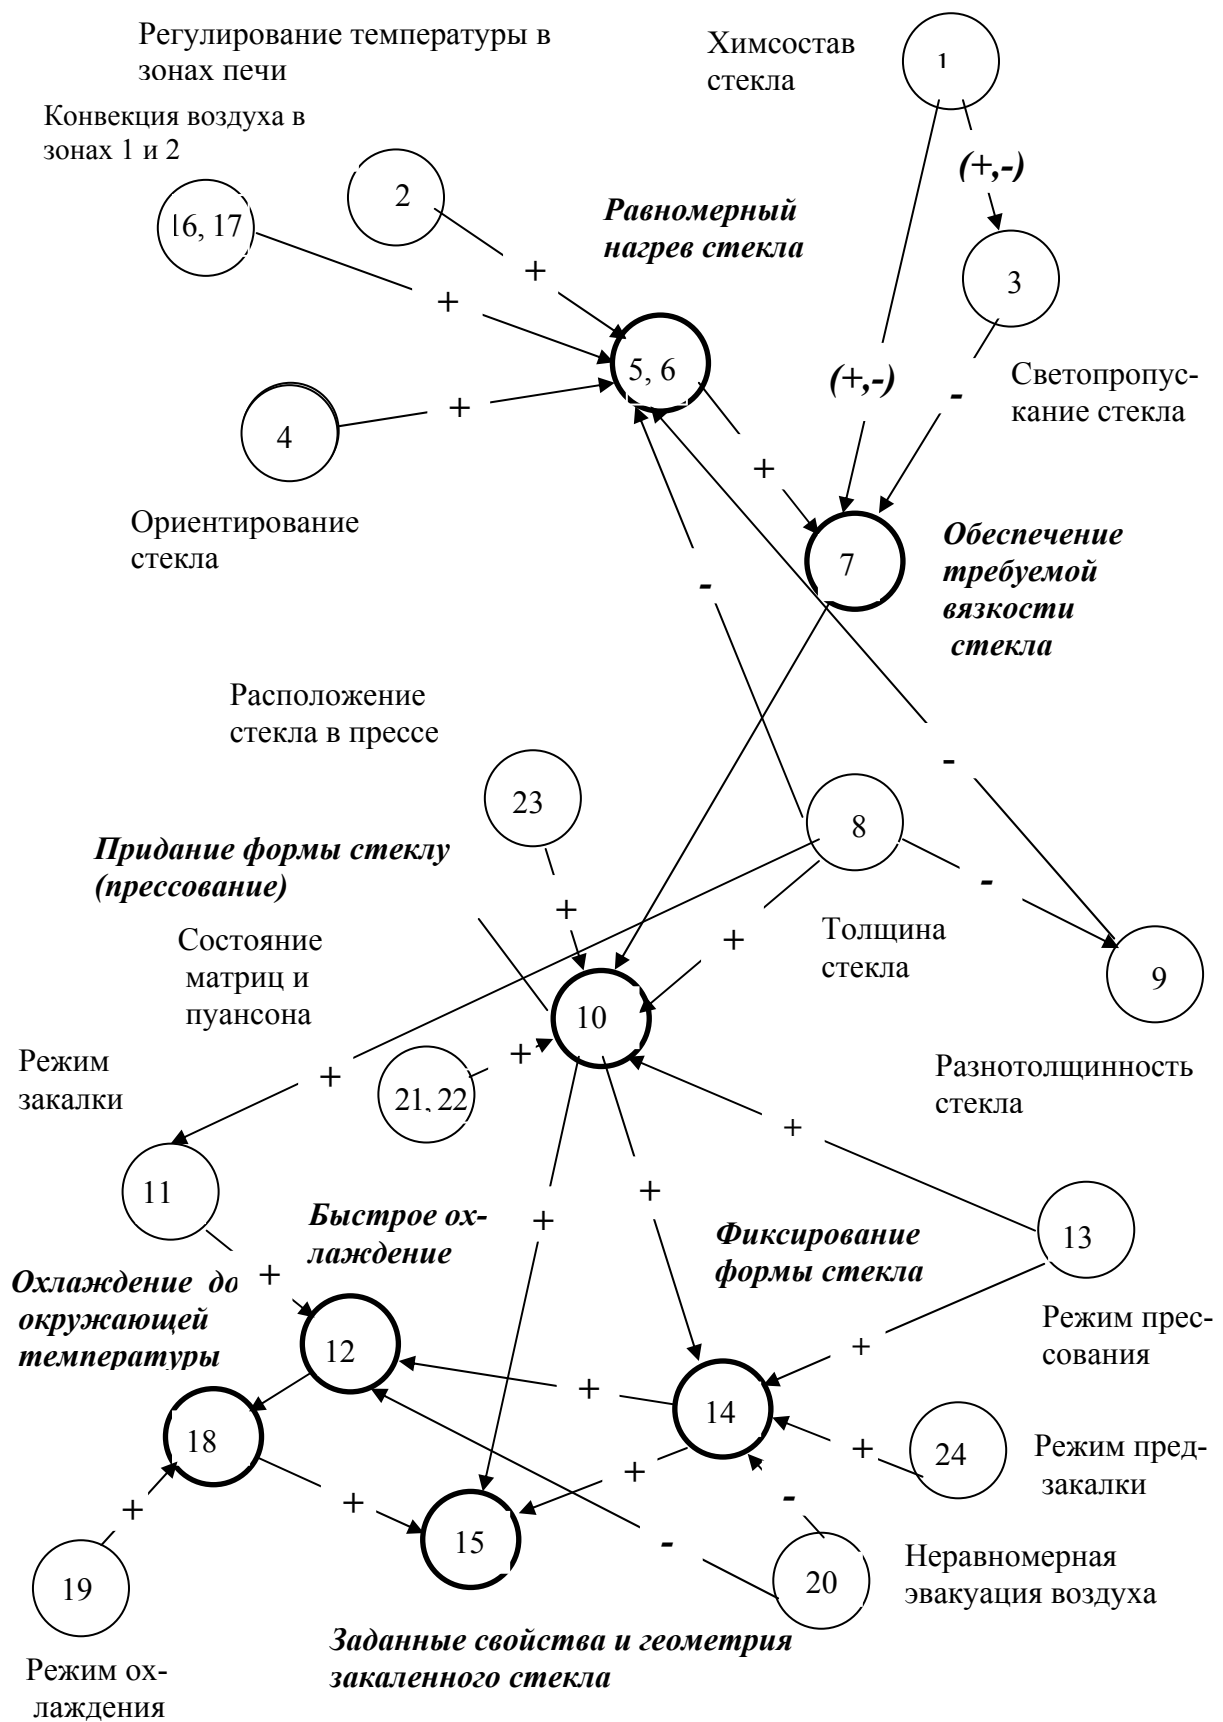 Регулирование температуры в
зонах печи
Химсостав
стекла
1
Конвекция воздуха в
зонах 1 и 2
(+,-)
2
16, 17
Равномерный
нагрев стекла
+
3
+
5, 6
(+,-)
-
Светопропус-
кание стекла
+
4
+
Ориентирование
стекла
7
Обеспечение
требуемой
вязкости
стекла
-
Расположение
стекла в прессе
-
23
8
Придание формы стеклу
(прессование)
-
+
+
Толщина
стекла
Состояние
матриц и
пуансона
9
10
+
Режим
закалки
+
21, 22
Разнотолщинность
стекла
+
11
+
Быстрое ох-
лаждение
+
Фиксирование
формы стекла
13
Охлаждение до
окружающей
температуры
+
12
Режим прес-
сования
+
+
14
18
+
24
Режим пред-
закалки
+
+
-
+
15
-
Неравномерная
эвакуация воздуха
20
19
Заданные свойства и геометрия
закаленного стекла
Режим ох-
лаждения